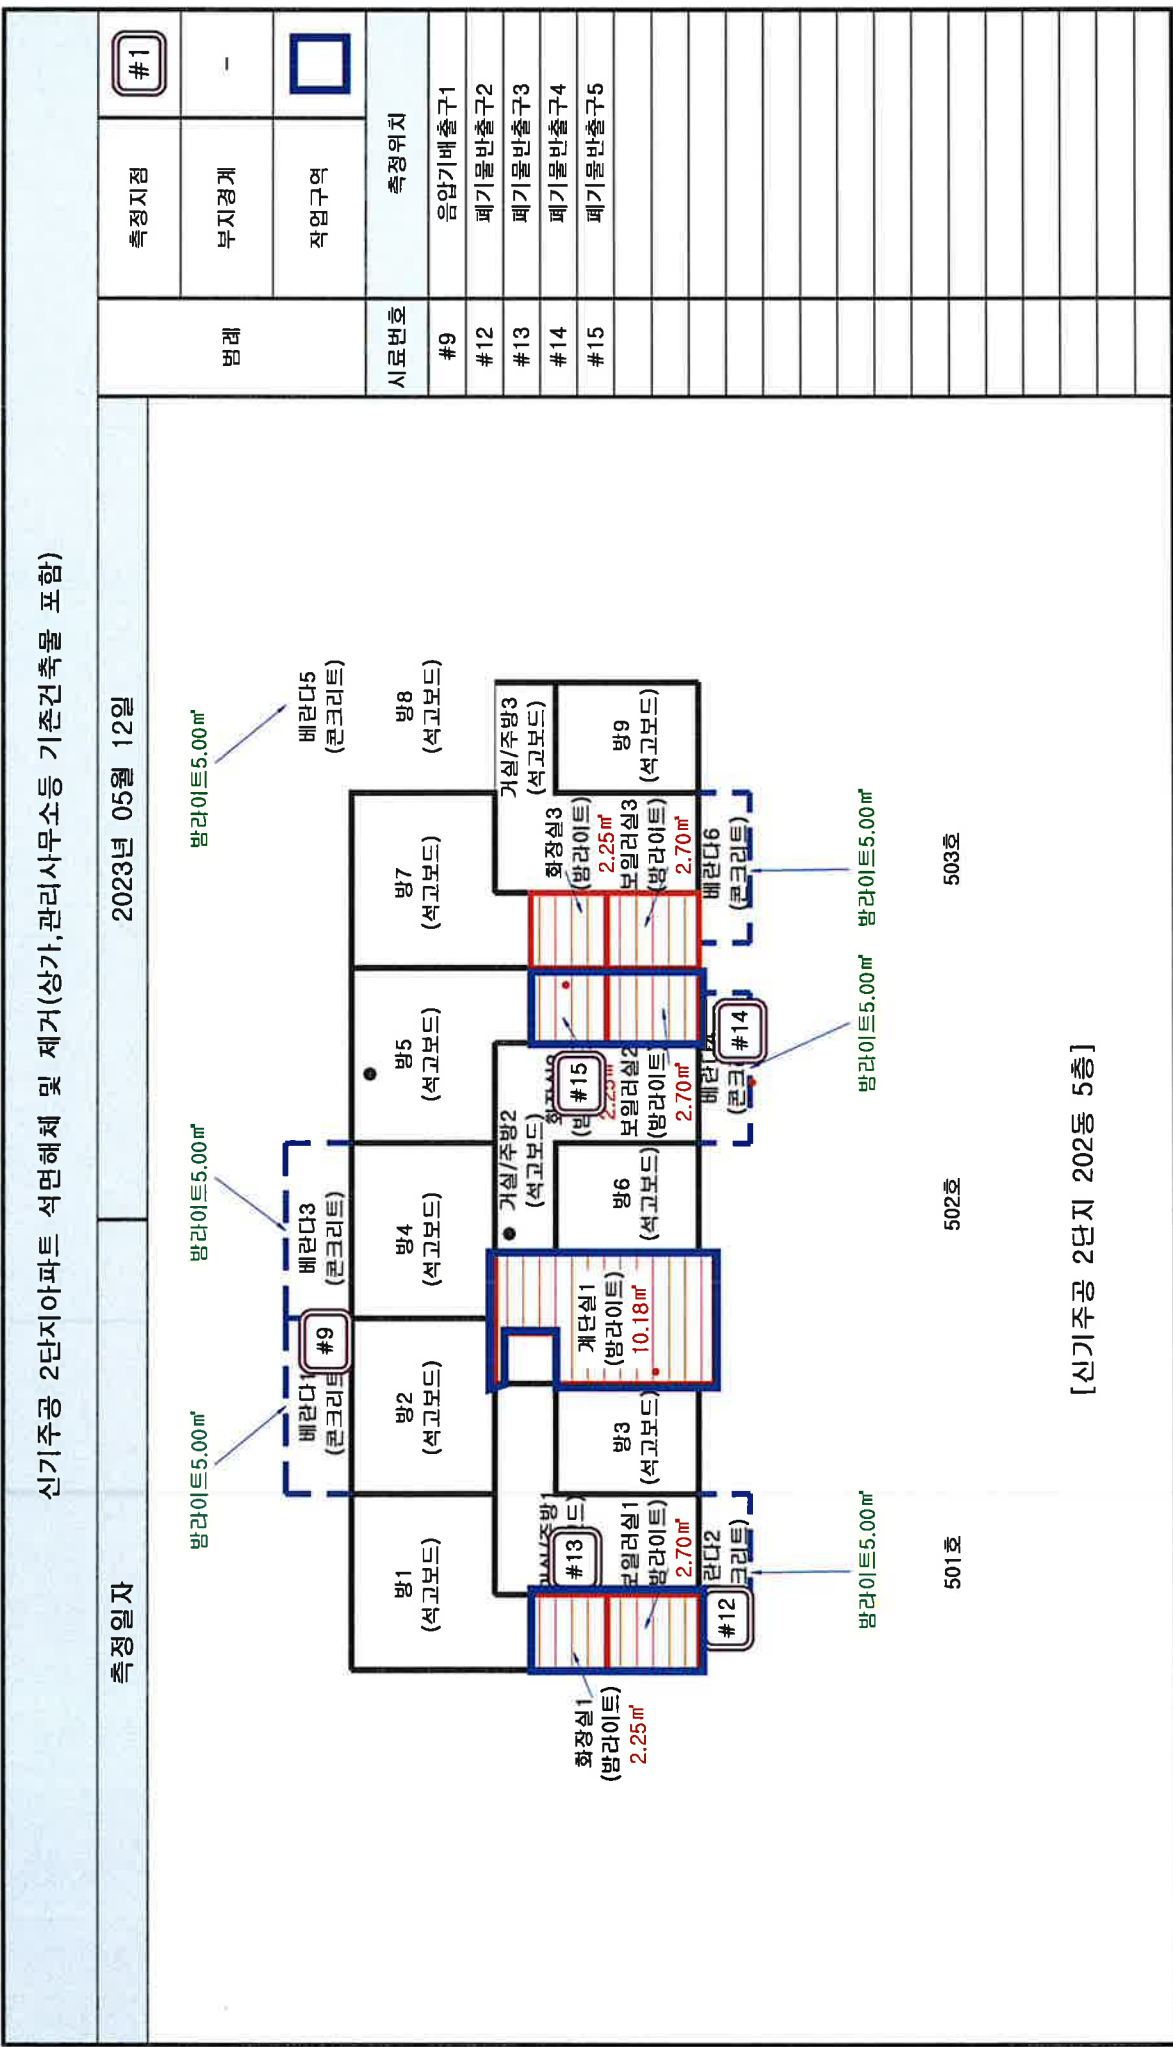 신기주공 2단지아파트 석면해체 및 제거(상가,관리사무소등 기존건축물 포함)
측정일자
2023년 05월 12일
범례
측정지점
#1
부지경계
-
작업구역
시료번호
측정위치
#9
음압기배출구1
#12
폐기물반출구2
#13
폐기물반출구3
#14
폐기물반출구4
#15
폐기물반출구5
밤라이트5.00㎡
밤라이트5.00㎡
밤라이트5.00㎡
베란다1
(콘크리트
#9
베란다3
(콘크리트)
베란다5
(콘크리트)
방1
(석고보드)
방2
(석고보드)
방4
(석고보드)
방5
(석고보드)
방7
(석고보드)
방8
(석고보드)
거실/주방2
(석고보드)
거실/주방3
(석고보드)
#13
보일러실1
밤라이트)
2.70㎡
화장실1
(밤라이트)
2.25㎡
방3
(석고보드)
계단실1
(밤라이트)
10.18㎡
방6
(석고보드)
#15
2.25㎡
보일러실2
(밤라이트)
2.70㎡
화장실3
(밤라이트)
2.25㎡
보일러실3
(밤라이트)
2.70㎡
방9
(석고보드)
#12
란다2
크리트)
#14
베란다6
(콘크리트)
밤라이트5.00㎡
밤라이트5.00㎡
밤라이트5.00㎡
501호
502호
503호
[신기주공 2단지 202동 5층]